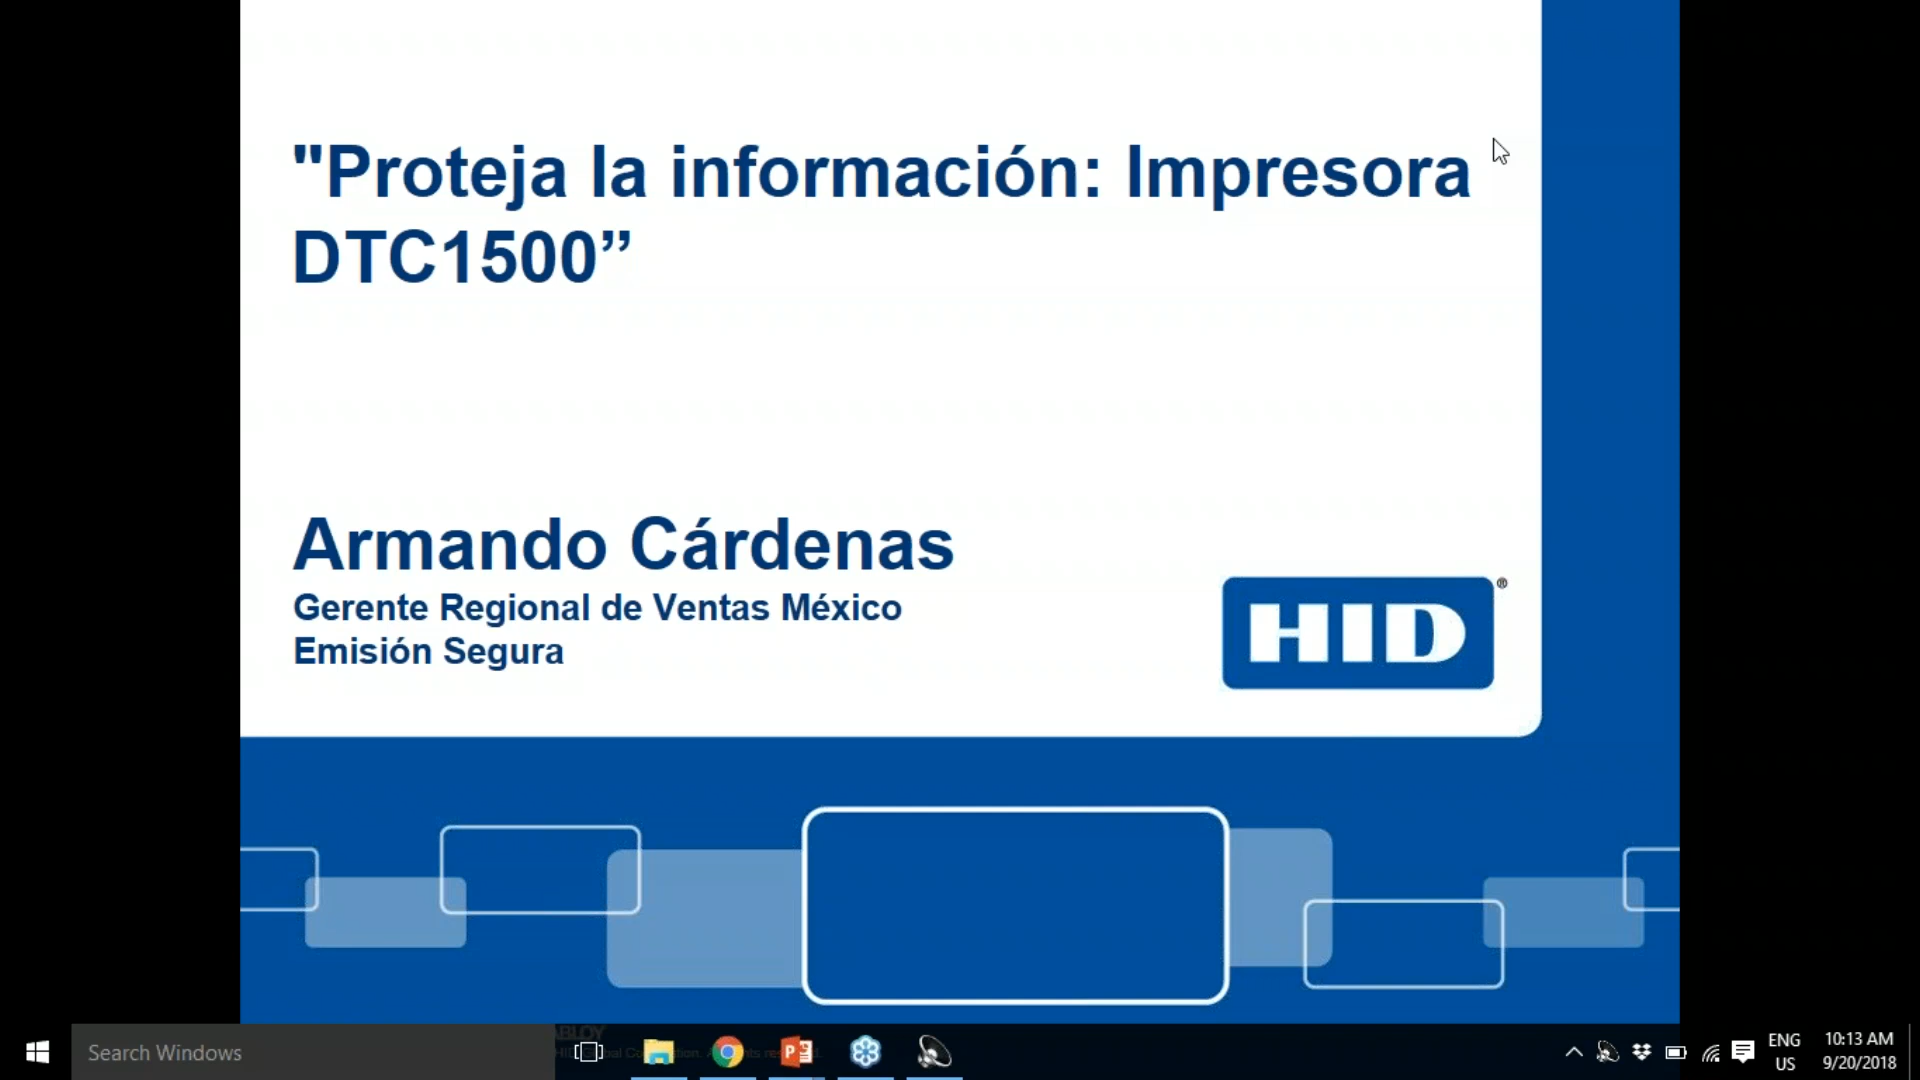 "Proteja la información: Impresora
DTC1500”
Armando Cárdenas
Gerente Regional de Ventas México
Emisión Segura
HID®
ABLOY
Search Windows
ENG
US
10:13 AM
9/20/2018